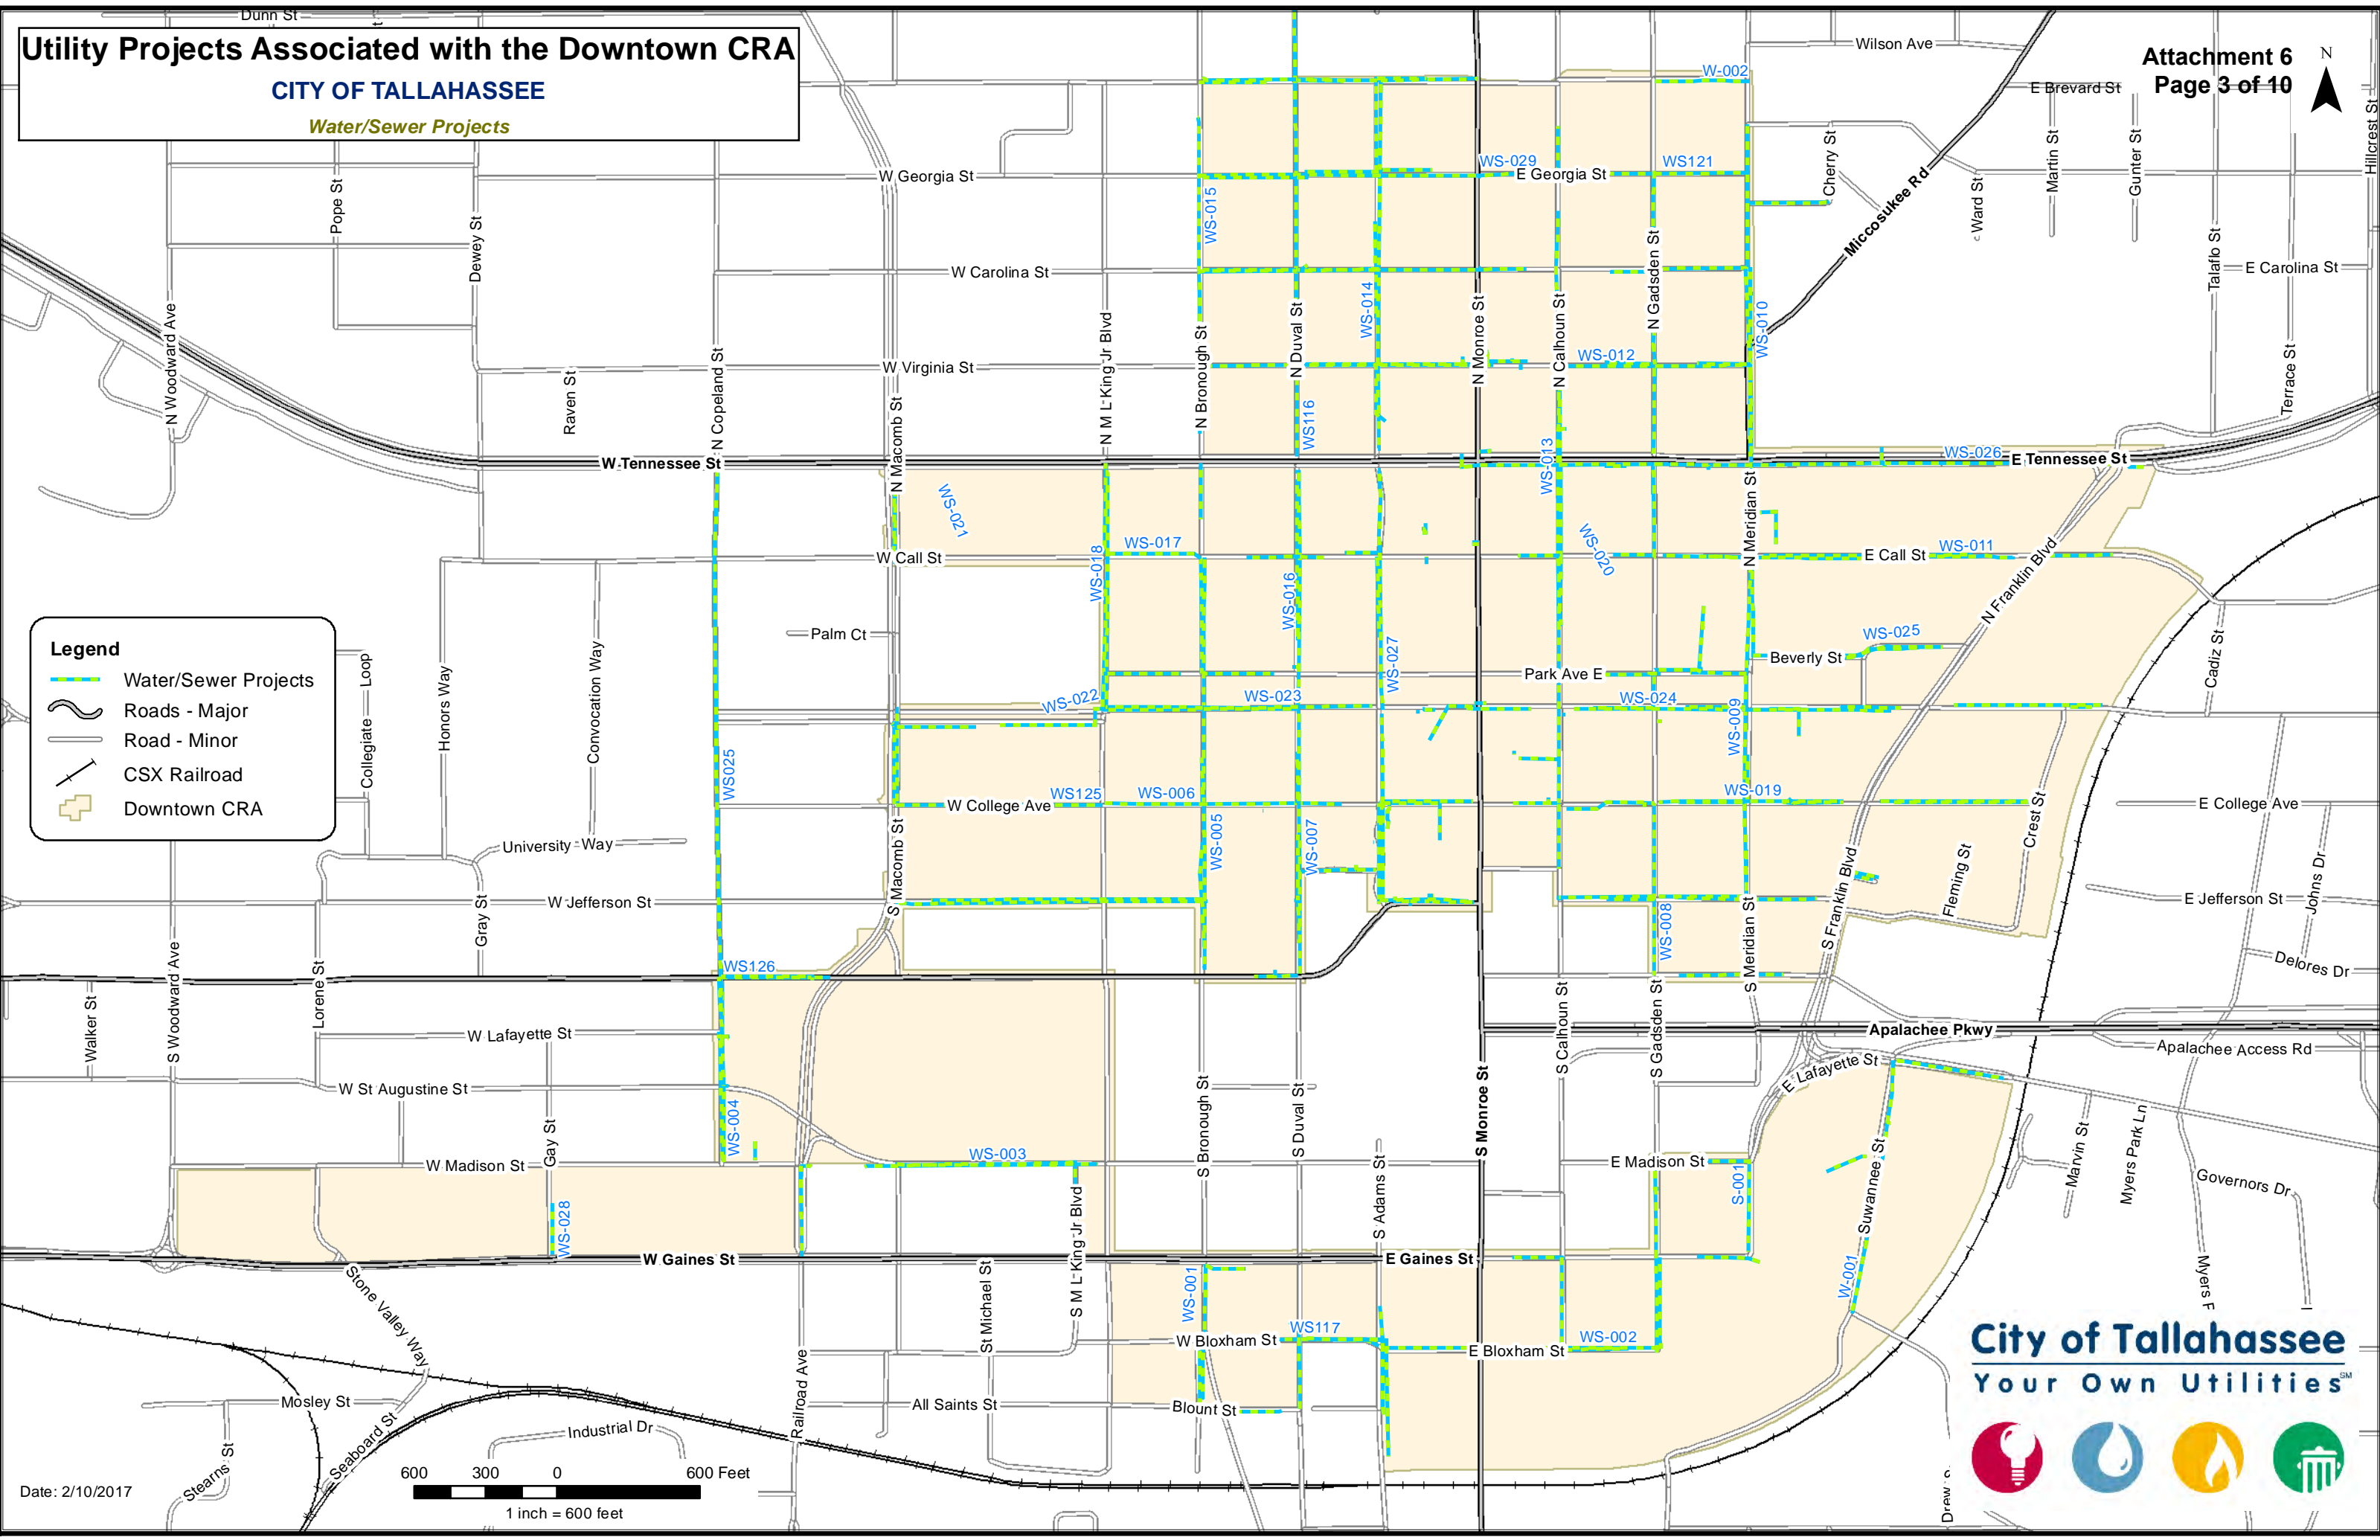 Dunn St
Utility Projects Associated with the Downtown CRA
CITY OF TALLAHASSEE
Water/Sewer Projects
Attachment 6
Page 3 of 10
N
Wilson Ave
E Brevard St
W-002
WS-029
WS121
W Georgia St
E Georgia St
Pope St
Dewey St
Cherry St
Miccosukee Rd
Ward St
Martin St
Gunter St
Hillcrest St
WS-015
W Carolina St
E Carolina St
Talaflo St
Terrace St
N Woodward Ave
Raven St
N Copeland St
N Macomb St
N M L King Jr Blvd
N Bronough St
N Duval St
WS-014
N Monroe St
N Calhoun St
N Gadsden St
WS-010
W Virginia St
WS-012
WS116
WS-013
W Tennessee St
WS-026
E Tennessee St
WS-021
WS-020
N Meridian St
W Call St
WS-017
E Call St
WS-011
WS-018
WS-016
N Franklin Blvd
Palm Ct
WS-027
Beverly St
WS-025
Cadiz St
Park Ave E
WS-022
WS-023
WS-024
WS-009
Legend
Water/Sewer Projects
Roads - Major
Road - Minor
CSX Railroad
Downtown CRA
Collegiate Loop
Honors Way
Convocation Way
WS025
WS125
WS-006
W College Ave
WS-019
E College Ave
Crest St
University Way
S Macomb St
WS-005
WS-007
Fleming St
S Franklin Blvd
Johns Dr
W Jefferson St
E Jefferson St
Gray St
WS-008
S Meridian St
Delores Dr
S Woodward Ave
Lorene St
Walker St
WS126
W Lafayette St
S Calhoun St
S Gadsden St
Apalachee Pkwy
Apalachee Access Rd
E Lafayette St
W St Augustine St
WS-004
Gay St
S Bronough St
S Duval St
S Monroe St
S Adams St
Marvin St
Myers Park Ln
Governors Dr
W Madison St
WS-003
E Madison St
S-001
Suwannee St
WS-028
S M L King Jr Blvd
W Gaines St
E Gaines St
W-001
Myers F
Stone Valley Way
St Michael St
WS-001
W Bloxham St
WS117
E Bloxham St
WS-002
Railroad Ave
Mosley St
All Saints St
Blount St
Industrial Dr
Seaboard St
Stearns St
Date: 2/10/2017
600 300 0 600 Feet
1 inch = 600 feet
City of Tallahassee
Your Own Utilities SM